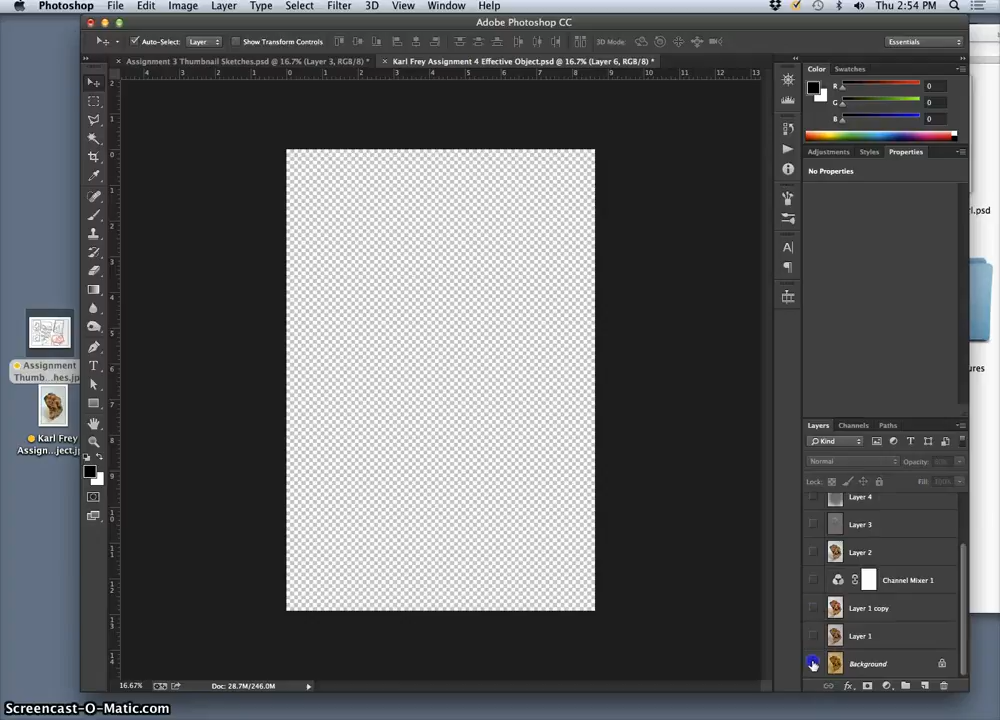 Photoshop File Edit Image Layer Type Select Filter 3D View Window Help
Thu 2:54 PM
Adobe Photoshop CC
Auto-Select: Layer Show Transform Controls 3D Mode: Essentials
Assignment 3 Thumbnail Sketches.psd @ 16.7% (Layer 3, RGB/8) * Karl Frey Assignment 4 Effective Object.psd @ 16.7% (Layer 6, RGB/8) *
Color Swatches
R 0
G 0
B 0
Adjustments Styles Properties
No Properties
rl.psd
ures
Assignment
Thumb...hes.jp
Karl Frey
Assign...ject.jp
Layers Channels Paths
Kind
Normal Opacity:
Lock: Fill:
Layer 4
Layer 3
Layer 2
Channel Mixer 1
Layer 1 copy
Layer 1
Background
16.67% Doc: 28.7M/246.0M
Screencast-O-Matic.com